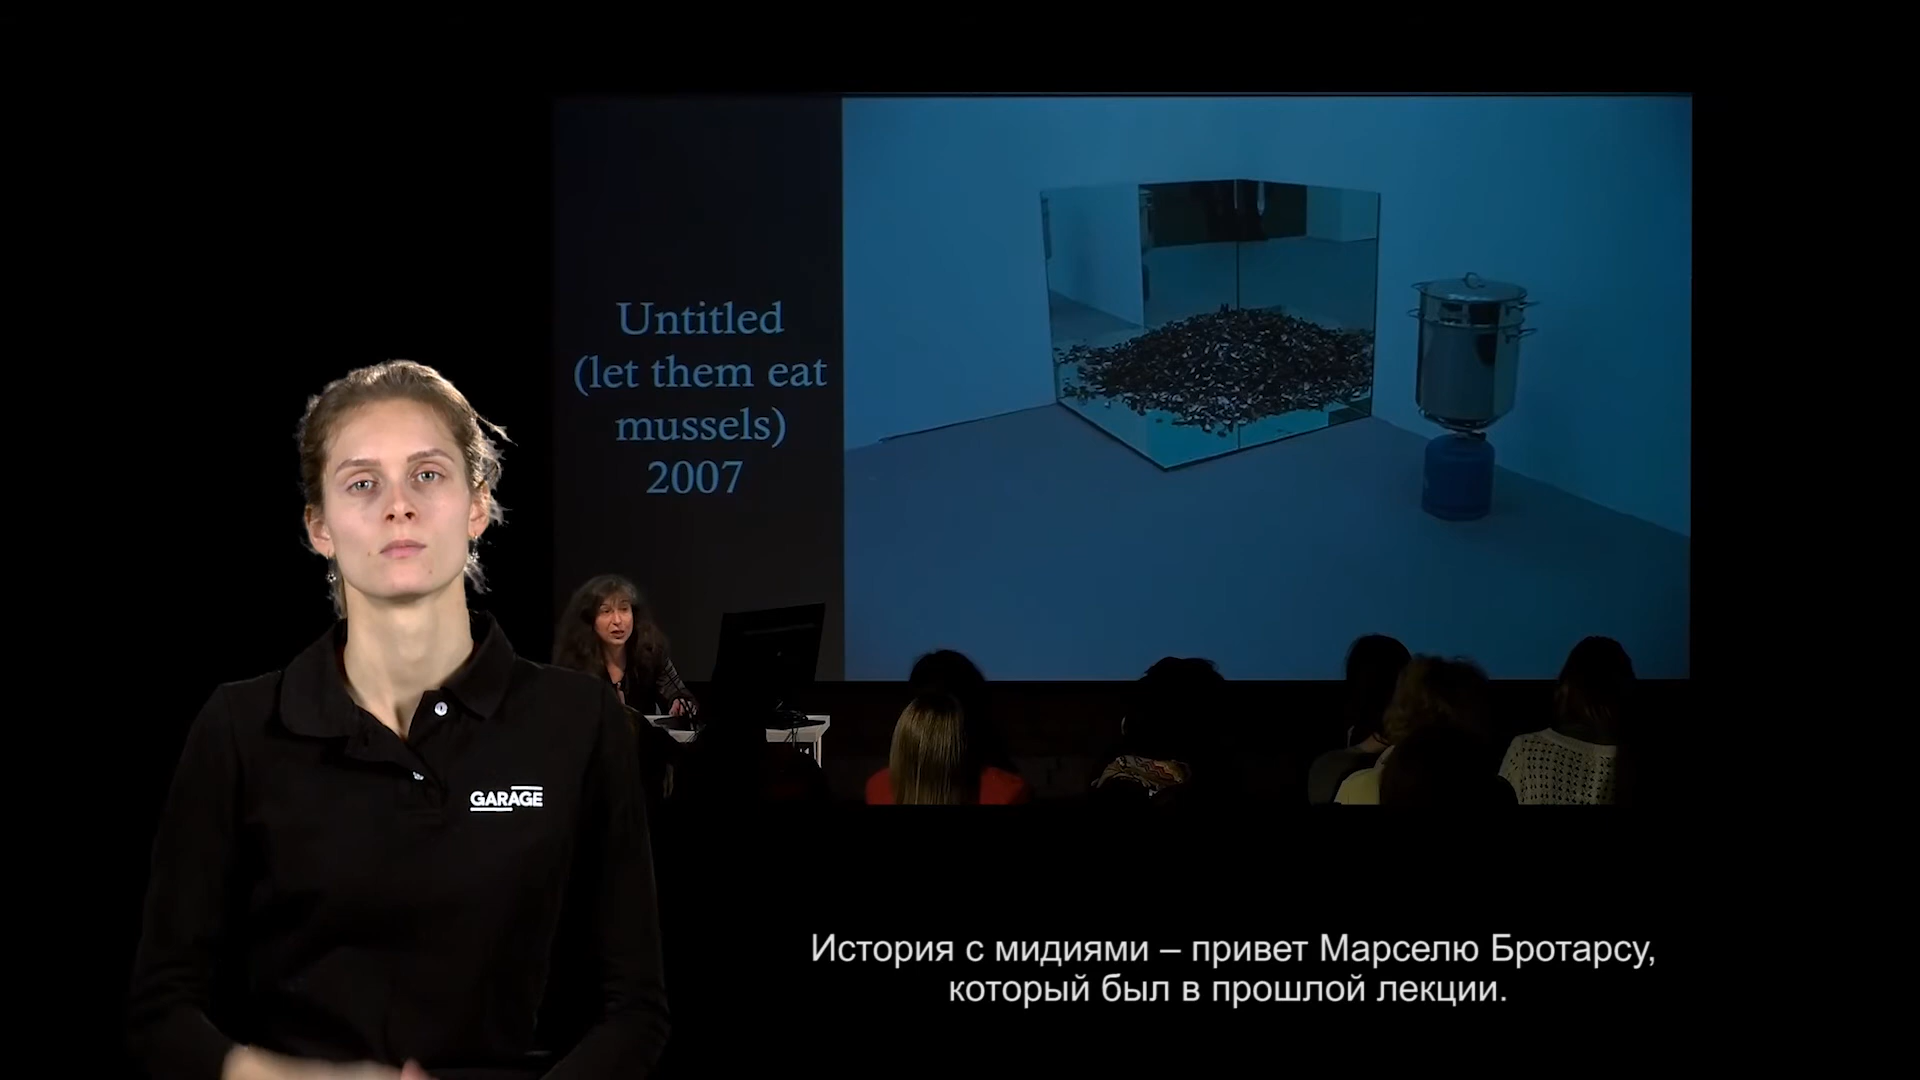 Untitled
(let them eat
mussels)
2007
GARAGE
История с мидиями – привет Марселю Бротарсу,
который был в прошлой лекции.